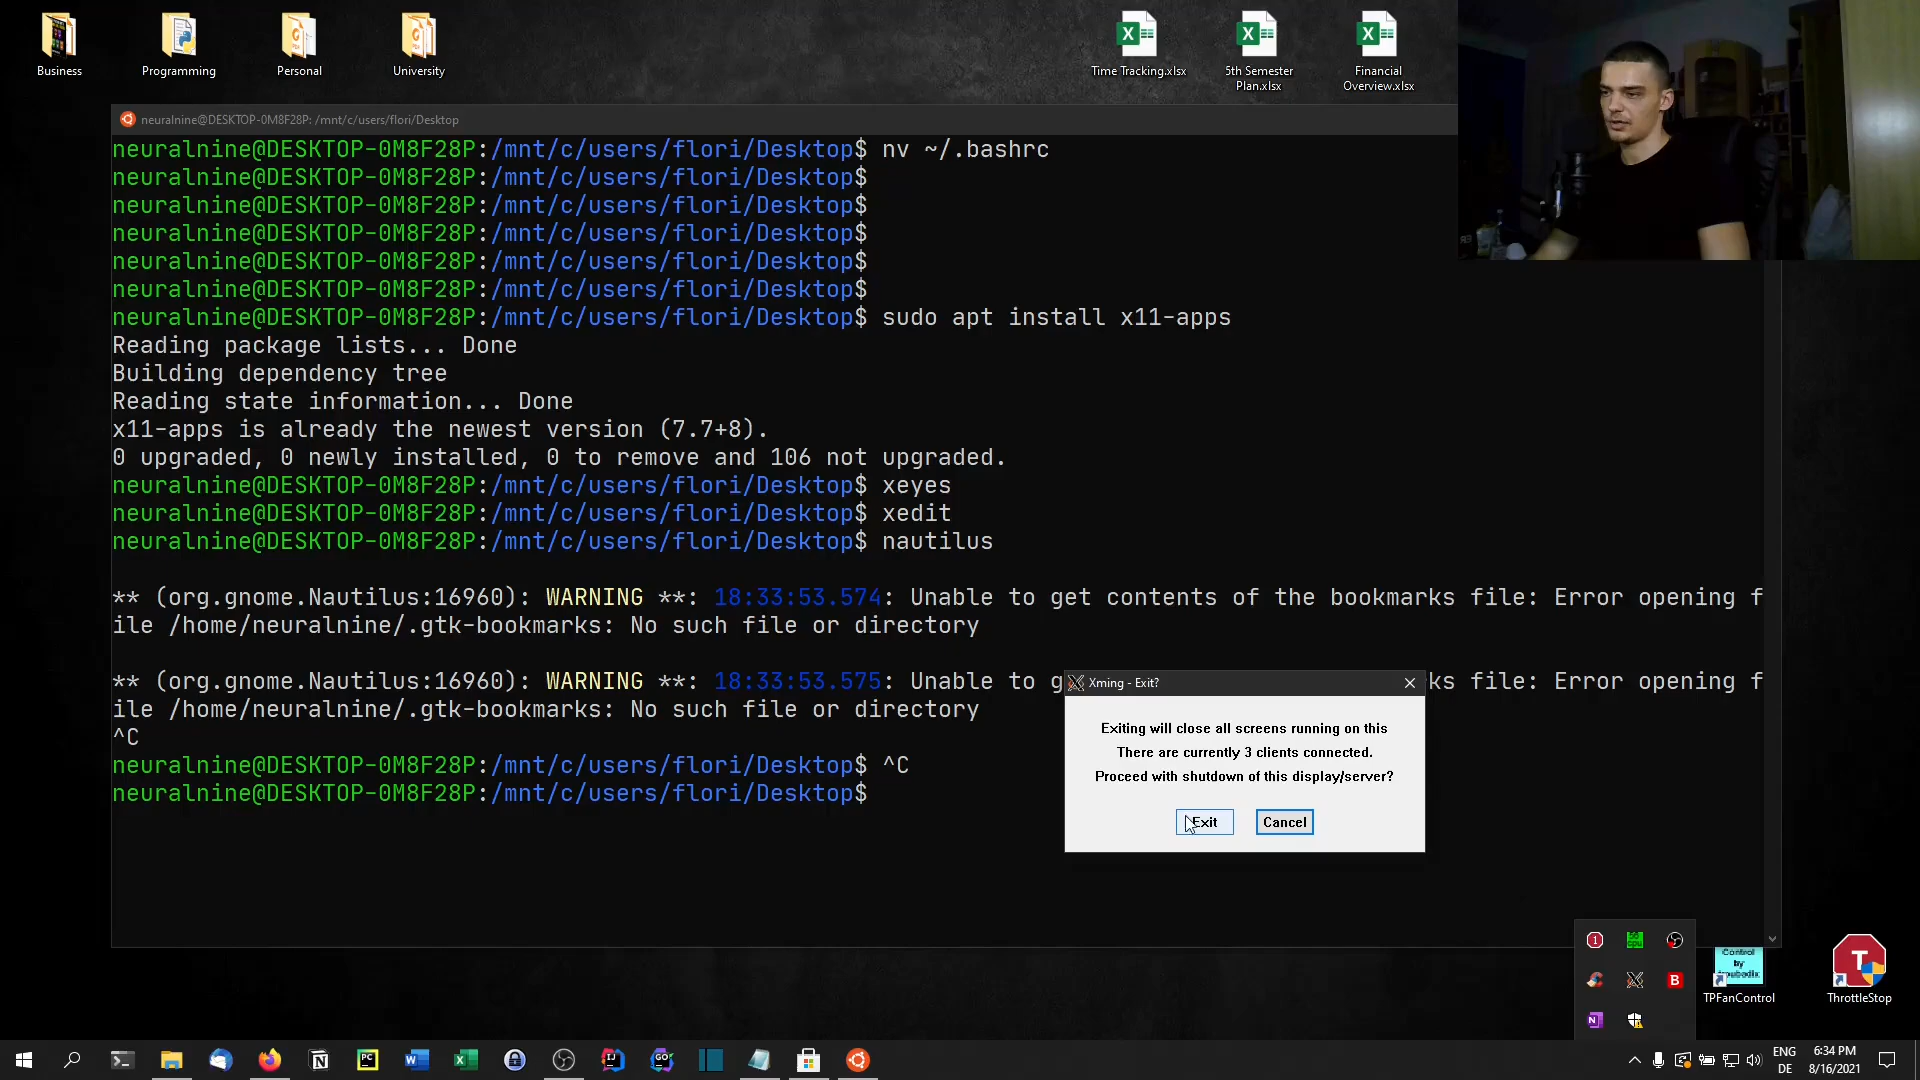 Business
Programming
Personal
University
Time Tracking.xlsx
5th Semester
Plan.xlsx
Financial
Overview.xlsx
neuralnine@DESKTOP-0M8F28P: /mnt/c/users/flori/Desktop
neuralnine@DESKTOP-0M8F28P:/mnt/c/users/flori/Desktop$ nv ~/.bashrc
neuralnine@DESKTOP-0M8F28P:/mnt/c/users/flori/Desktop$
neuralnine@DESKTOP-0M8F28P:/mnt/c/users/flori/Desktop$
neuralnine@DESKTOP-0M8F28P:/mnt/c/users/flori/Desktop$
neuralnine@DESKTOP-0M8F28P:/mnt/c/users/flori/Desktop$
neuralnine@DESKTOP-0M8F28P:/mnt/c/users/flori/Desktop$
neuralnine@DESKTOP-0M8F28P:/mnt/c/users/flori/Desktop$ sudo apt install x11-apps
Reading package lists... Done
Building dependency tree
Reading state information... Done
x11-apps is already the newest version (7.7+8).
0 upgraded, 0 newly installed, 0 to remove and 106 not upgraded.
neuralnine@DESKTOP-0M8F28P:/mnt/c/users/flori/Desktop$ xeyes
neuralnine@DESKTOP-0M8F28P:/mnt/c/users/flori/Desktop$ xedit
neuralnine@DESKTOP-0M8F28P:/mnt/c/users/flori/Desktop$ nautilus
** (org.gnome.Nautilus:16960): WARNING **: 18:33:53.574: Unable to get contents of the bookmarks file: Error opening f
ile /home/neuralnine/.gtk-bookmarks: No such file or directory
** (org.gnome.Nautilus:16960): WARNING **: 18:33:53.575: Unable to g ks file: Error opening f
ile /home/neuralnine/.gtk-bookmarks: No such file or directory
^C
neuralnine@DESKTOP-0M8F28P:/mnt/c/users/flori/Desktop$ ^C
neuralnine@DESKTOP-0M8F28P:/mnt/c/users/flori/Desktop$
Xming - Exit?
Exiting will close all screens running on this
There are currently 3 clients connected.
Proceed with shutdown of this display/server?
Exit
Cancel
Control
by
TPFanControl
T
ThrottleStop
ENG
DE
6:34 PM
8/16/2021